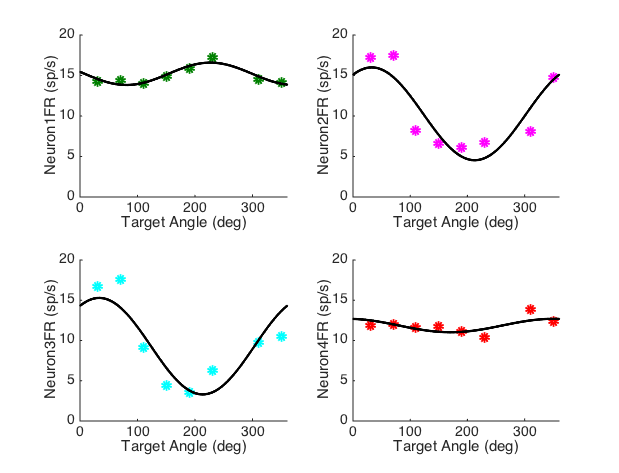 20
15
10
5
0
Neuron1FR (sp/s)
0 100 200 300
Target Angle (deg)
20
15
10
5
0
Neuron2FR (sp/s)
0 100 200 300
Target Angle (deg)
20
15
10
5
0
Neuron3FR (sp/s)
0 100 200 300
Target Angle (deg)
20
15
10
5
0
Neuron4FR (sp/s)
0 100 200 300
Target Angle (deg)